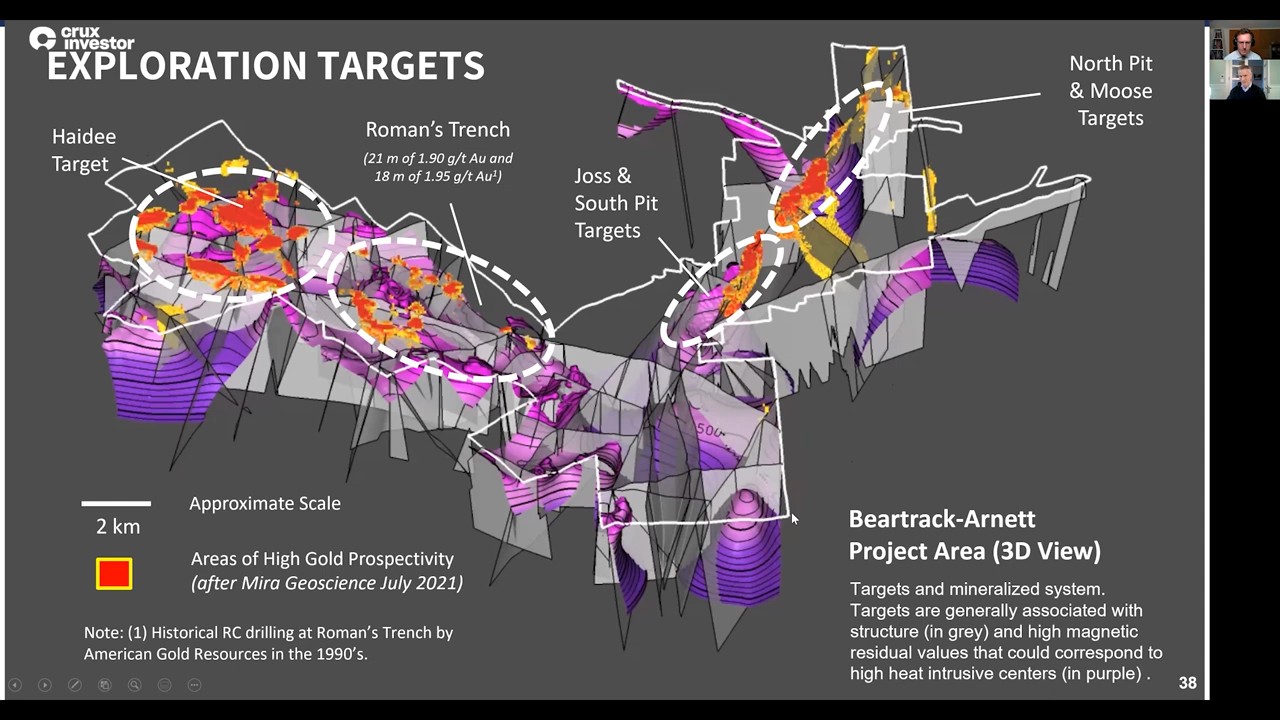 crux
investor
EXPLORATION TARGETS
Haidee
Target
Roman's Trench
(21 m of 1.90 g/t Au and
18 m of 1.95 g/t Au¹)
Joss &
South Pit
Targets
North Pit
& Moose
Targets
500
Approximate Scale
2 km
Areas of High Gold Prospectivity
(after Mira Geoscience July 2021)
Note: (1) Historical RC drilling at Roman's Trench by
American Gold Resources in the 1990's.
Beartrack-Arnett
Project Area (3D View)
Targets and mineralized system.
Targets are generally associated with
structure (in grey) and high magnetic
residual values that could correspond to
high heat intrusive centers (in purple) .
38